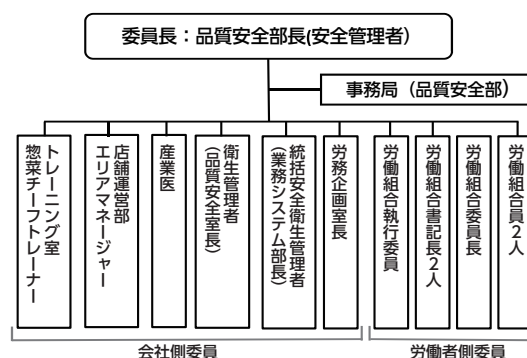 委員長：品質安全部長(安全管理者）
事務局（品質安全部）
トレーニング室
惣菜チーフトレーナー
店舗運営部
エリアマネージャー
産業医
衛生管理者
（品質安全室長）
統括安全衛生管理者
（業務システム部長）
労務企画室長
労働組合執行委員
労働組合書記長2人
労働組合委員長
労働組合員2人
会社側委員
労働者側委員